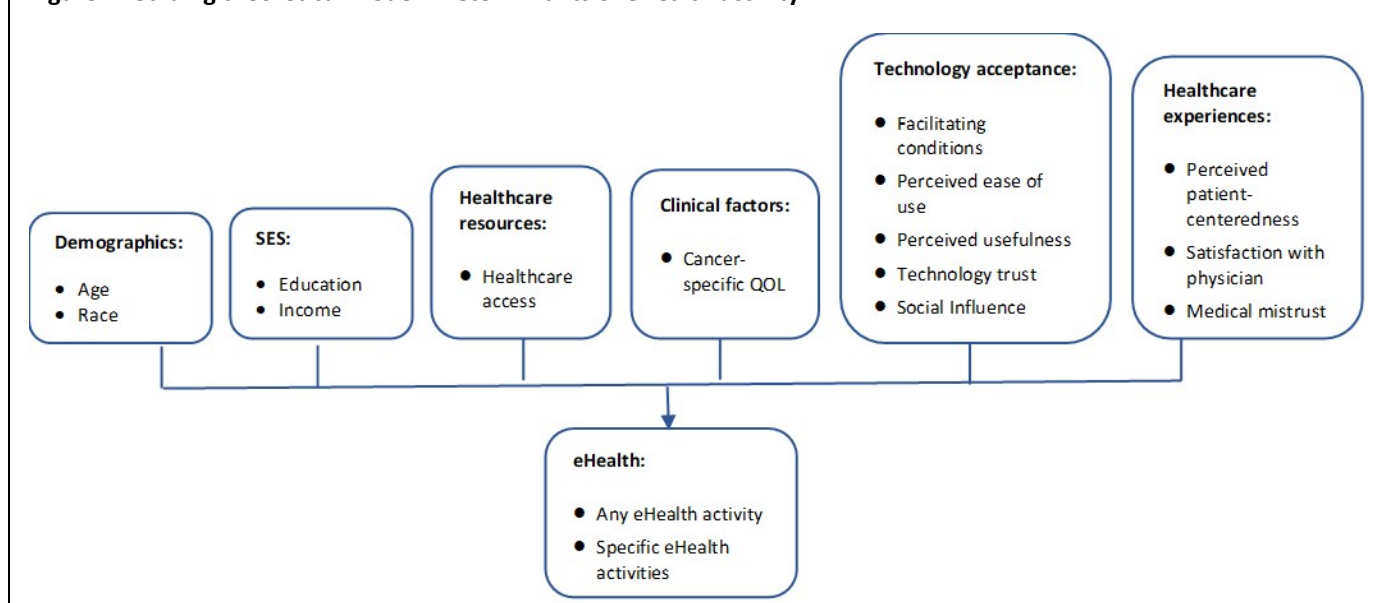 Demographics:
• Age
• Race
SES:
• Education
• Income
Healthcare
resources:
• Healthcare
access
Clinical factors:
• Cancer-
specific QOL
Technology acceptance:
• Facilitating
conditions
• Perceived ease of
use
• Perceived usefulness
• Technology trust
• Social Influence
Healthcare
experiences:
• Perceived
patient-
centeredness
• Satisfaction with
physician
• Medical mistrust
eHealth:
• Any eHealth activity
• Specific eHealth
activities